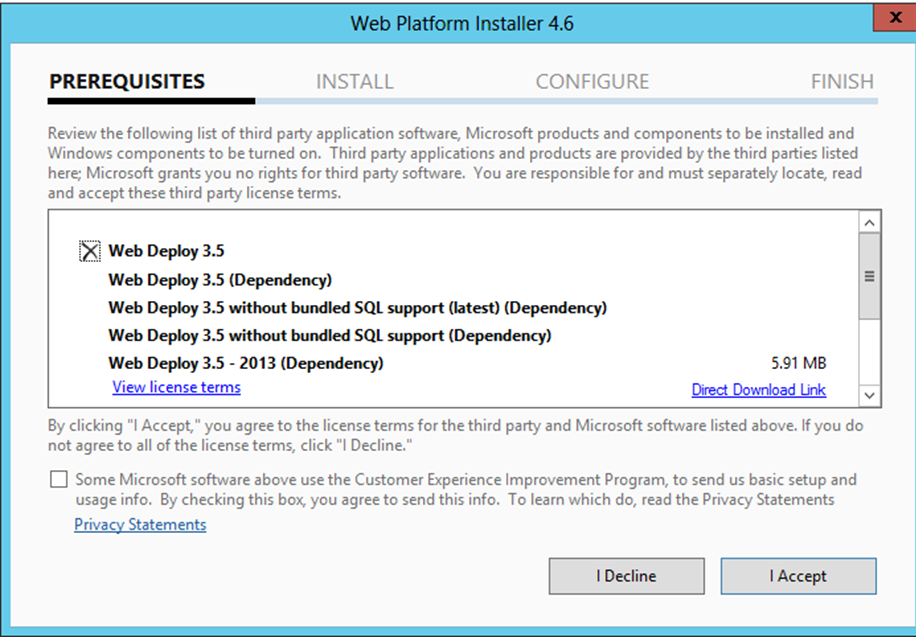 Web Platform Installer 4.6
x
PREREQUISITES INSTALL CONFIGURE FINISH
Review the following list of third party application software, Microsoft products and components to be installed and
Windows components to be turned on. Third party applications and products are provided by the third parties listed
here; Microsoft grants you no rights for third party software. You are responsible for and must separately locate, read
and accept these third party license terms.
Web Deploy 3.5
Web Deploy 3.5 (Dependency)
Web Deploy 3.5 without bundled SQL support (latest) (Dependency)
Web Deploy 3.5 without bundled SQL support (Dependency)
Web Deploy 3.5 - 2013 (Dependency) 5.91 MB
View license terms Direct Download Link
By clicking "I Accept," you agree to the license terms for the third party and Microsoft software listed above. If you do
not agree to all of the license terms, click "I Decline."
Some Microsoft software above use the Customer Experience Improvement Program, to send us basic setup and
usage info. By checking this box, you agree to send this info. To learn which do, read the Privacy Statements
Privacy Statements
I Decline I Accept